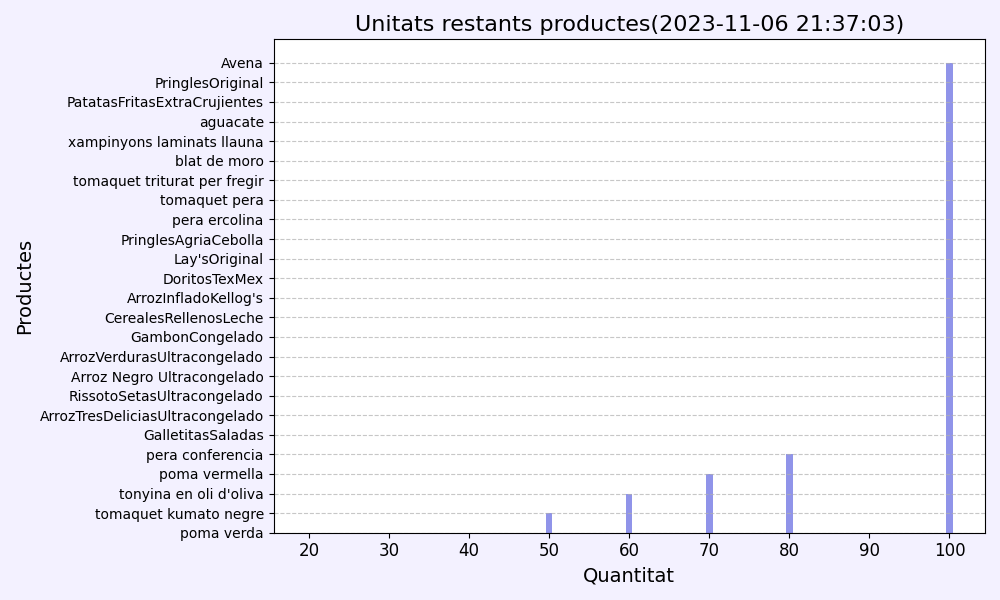 Unitats restants productes(2023-11-06 21:37:03)
Productes
Avena
PringlesOriginal
PatatasFritasExtraCrujientes
aguacate
xampinyons laminats llauna
blat de moro
tomaquet triturat per fregir
tomaquet pera
pera ercolina
PringlesAgriaCebolla
Lay'sOriginal
DoritosTexMex
ArrozInfladoKellog's
CerealesRellenosLeche
GambonCongelado
ArrozVerdurasUltracongelado
Arroz Negro Ultracongelado
RissotoSetasUltracongelado
ArrozTresDeliciasUltracongelado
GalletitasSaladas
pera conferencia
poma vermella
tonyina en oli d'oliva
tomaquet kumato negre
poma verda
20 30 40 50 60 70 80 90 100
Quantitat